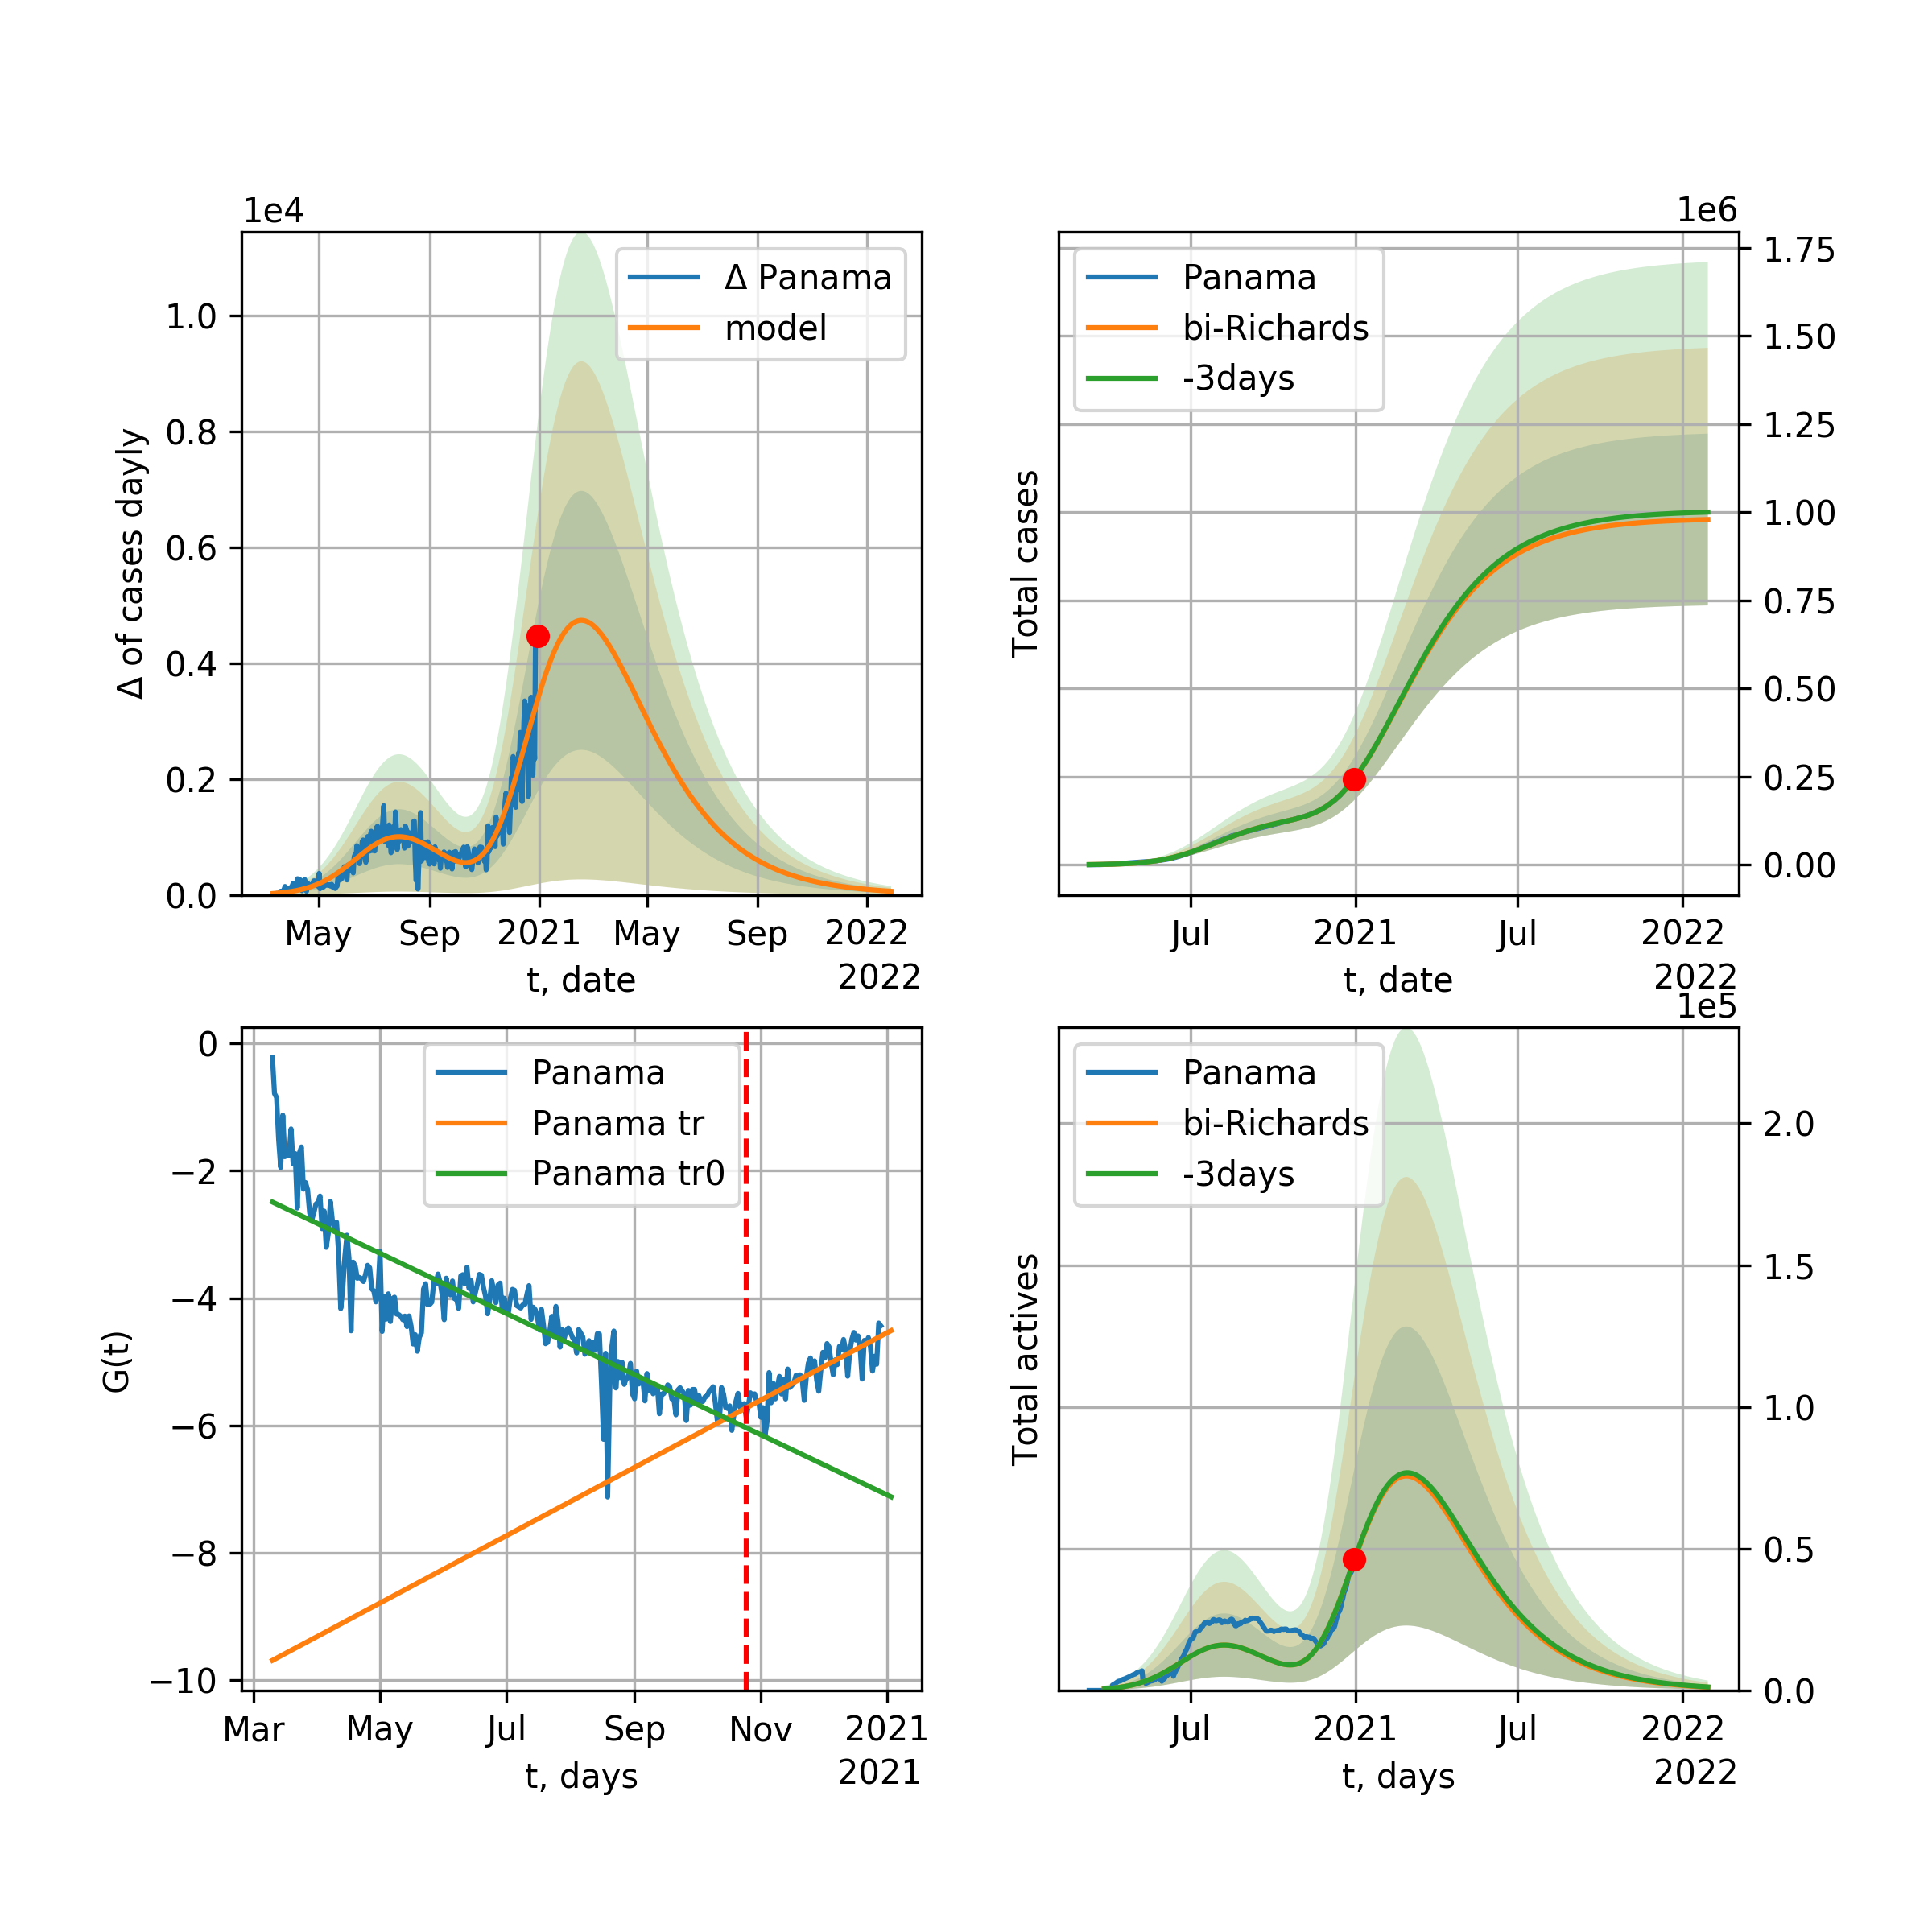 1e4
1.0
0.8
0.6
0.4
0.2
0.0
Δ of cases dayly
Δ Panama
model
May Sep 2021 May Sep 2022
t, date
2022
1e6
1.75
1.50
1.25
1.00
0.75
0.50
0.25
0.00
Total cases
Panama
bi-Richards
-3days
Jul 2021 Jul 2022
t, date
2022
0
−2
−4
−6
−8
−10
G(t)
Panama
Panama tr
Panama tr0
Mar May Jul Sep Nov 2021
t, days
2021
1e5
2.0
1.5
1.0
0.5
0.0
Total actives
Panama
bi-Richards
-3days
Jul 2021 Jul 2022
t, days
2022